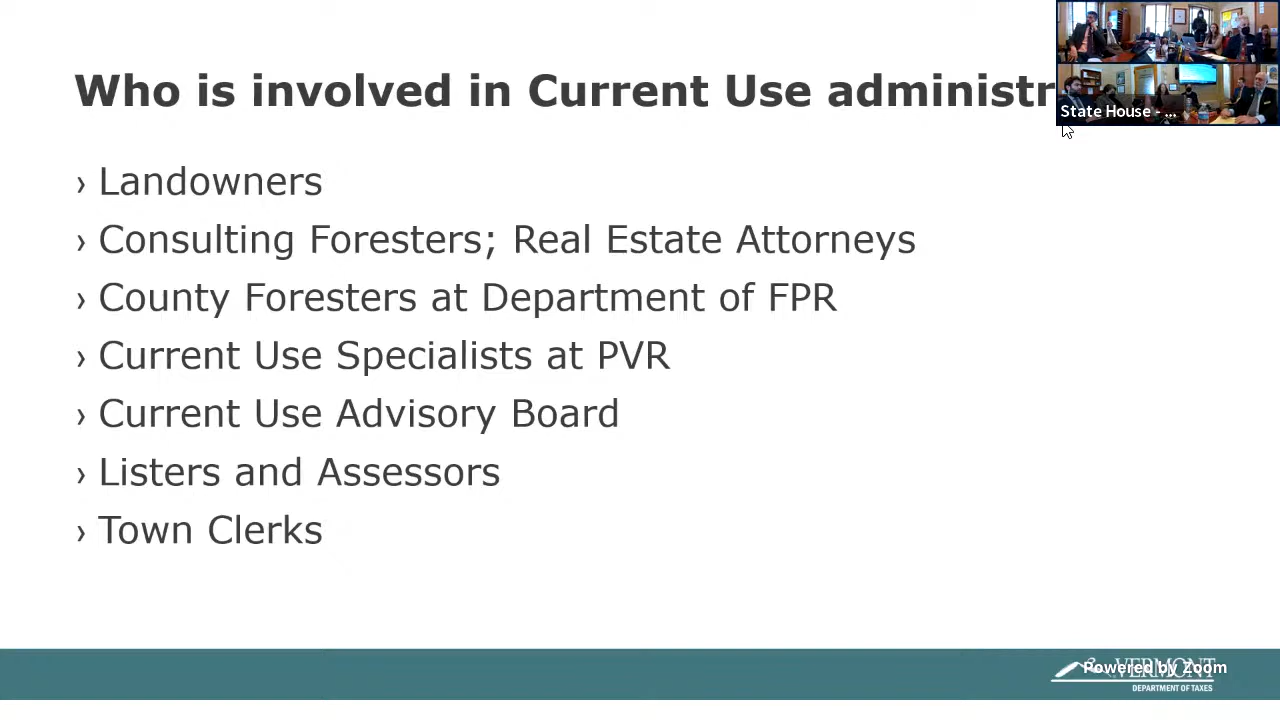 Who is involved in Current Use administr
State House - ...
› Landowners
› Consulting Foresters; Real Estate Attorneys
› County Foresters at Department of FPR
› Current Use Specialists at PVR
› Current Use Advisory Board
› Listers and Assessors
› Town Clerks
VERMONT
Powered by Zoom
DEPARTMENT OF TAXES